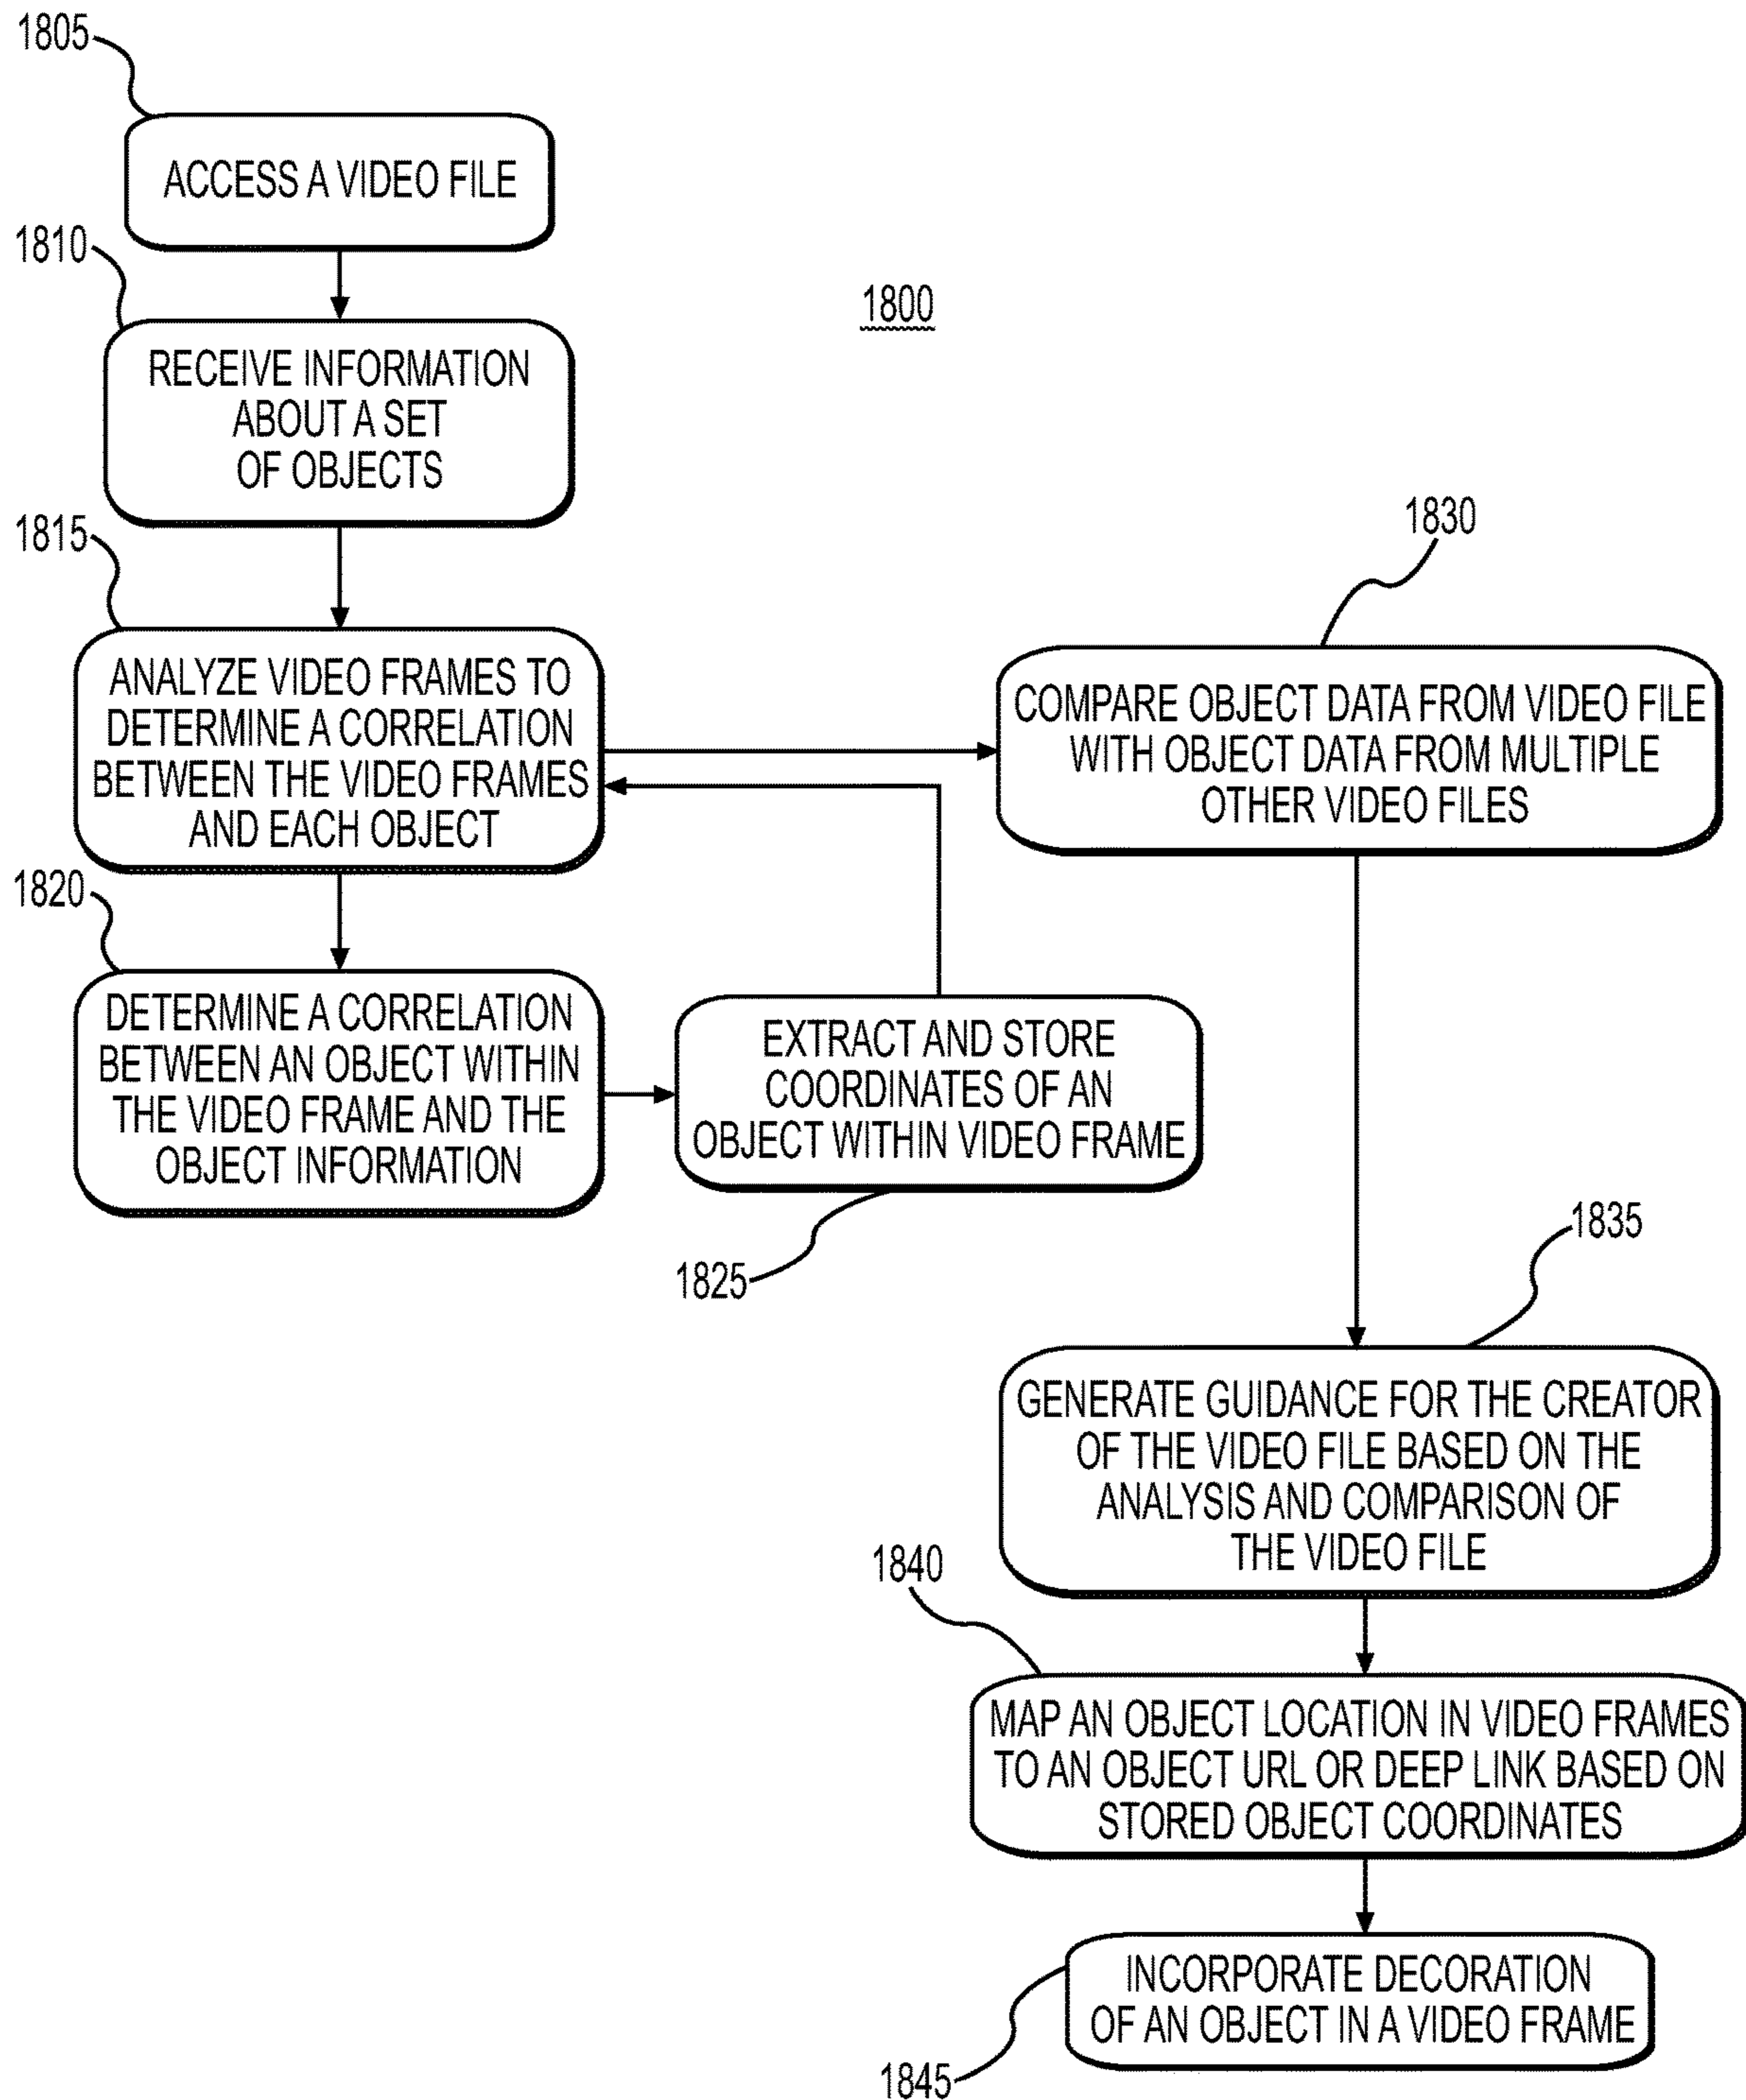 1805
ACCESS A VIDEO FILE
1810
RECEIVE INFORMATION
ABOUT A SET
OF OBJECTS
1800
1815
ANALYZE VIDEO FRAMES TO
DETERMINE A CORRELATION
BETWEEN THE VIDEO FRAMES
AND EACH OBJECT
1830
COMPARE OBJECT DATA FROM VIDEO FILE
WITH OBJECT DATA FROM MULTIPLE
OTHER VIDEO FILES
1820
DETERMINE A CORRELATION
BETWEEN AN OBJECT WITHIN
THE VIDEO FRAME AND THE
OBJECT INFORMATION
EXTRACT AND STORE
COORDINATES OF AN
OBJECT WITHIN VIDEO FRAME
1825
1835
GENERATE GUIDANCE FOR THE CREATOR
OF THE VIDEO FILE BASED ON THE
ANALYSIS AND COMPARISON OF
THE VIDEO FILE
1840
MAP AN OBJECT LOCATION IN VIDEO FRAMES
TO AN OBJECT URL OR DEEP LINK BASED ON
STORED OBJECT COORDINATES
INCORPORATE DECORATION
OF AN OBJECT IN A VIDEO FRAME
1845